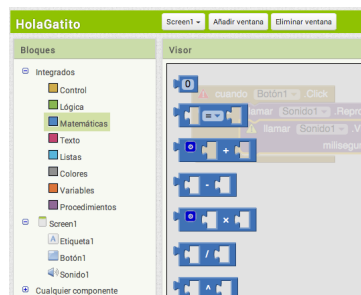 HolaGatito
Screen1
Añadir ventana
Eliminar ventana
Bloques
Visor
Integrados
Control
Lógica
Matemáticas
Texto
Listas
Colores
Variables
Procedimientos
Screen1
Etiqueta1
Botón1
Sonido1
Cualquier componente
0
cuando Botón1 .Click
=
llamar Sonido1 .Repro
+
llamar Sonido1 .V
milisegu
-
×
/
^